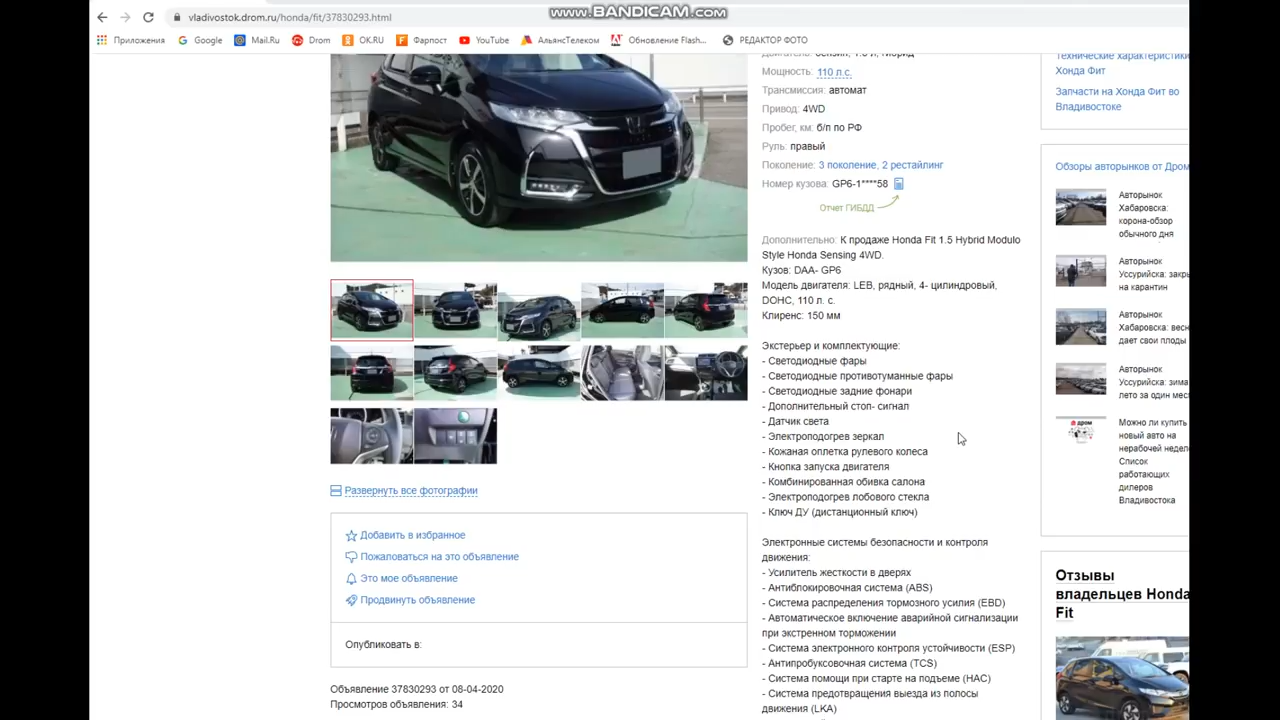 www.BANDICAM.com
vladivostok.drom.ru/honda/fit/37830293.html
Приложения
Google
Mail.Ru
Drom
OK.RU
Фарпост
YouTube
АльянсТелеком
Обновление Flash...
РЕДАКТОР ФОТО
Мощность: 110 л.с.
Трансмиссия: автомат
Привод: 4WD
Пробег, км: б/п по РФ
Руль: правый
Поколение: 3 поколение, 2 рестайлинг
Номер кузова: GP6-1****58
Отчет ГИБДД
Дополнительно: К продаже Honda Fit 1.5 Hybrid Modulo
Style Honda Sensing 4WD.
Кузов: DAA- GP6
Модель двигателя: LEB, рядный, 4- цилиндровый,
DOHC, 110 л. с.
Клиренс: 150 мм
Экстерьер и комплектующие:
- Светодиодные фары
- Светодиодные противотуманные фары
- Светодиодные задние фонари
- Дополнительный стоп- сигнал
- Датчик света
- Электроподогрев зеркал
- Кожаная оплетка рулевого колеса
- Кнопка запуска двигателя
- Комбинированная обивка салона
- Электроподогрев лобового стекла
- Ключ ДУ (дистанционный ключ)
Электронные системы безопасности и контроля
движения:
- Усилитель жесткости в дверях
- Антиблокировочная система (ABS)
- Система распределения тормозного усилия (EBD)
- Автоматическое включение аварийной сигнализации
при экстренном торможении
- Система электронного контроля устойчивости (ESP)
- Антипробуксовочная система (TCS)
- Система помощи при старте на подъеме (HAC)
- Система предотвращения выезда из полосы
движения (LKA)
Развернуть все фотографии
Добавить в избранное
Пожаловаться на это объявление
Это мое объявление
Продвинуть объявление
Опубликовать в:
Объявление 37830293 от 08-04-2020
Просмотров объявления: 34
Технические характеристики
Хонда Фит
Запчасти на Хонда Фит во
Владивостоке
Обзоры авторынков от Дром
Авторынок
Хабаровска:
корона-обзор
обычного дня
Авторынок
Уссурийска: закры
на карантин
Авторынок
Хабаровска: весн
дает свои плоды
Авторынок
Уссурийска: зима,
лето за один мес
Можно ли купить
новый авто на
нерабочей недел
Список
работающих
дилеров
Владивостока
Отзывы
владельцев Honda
Fit